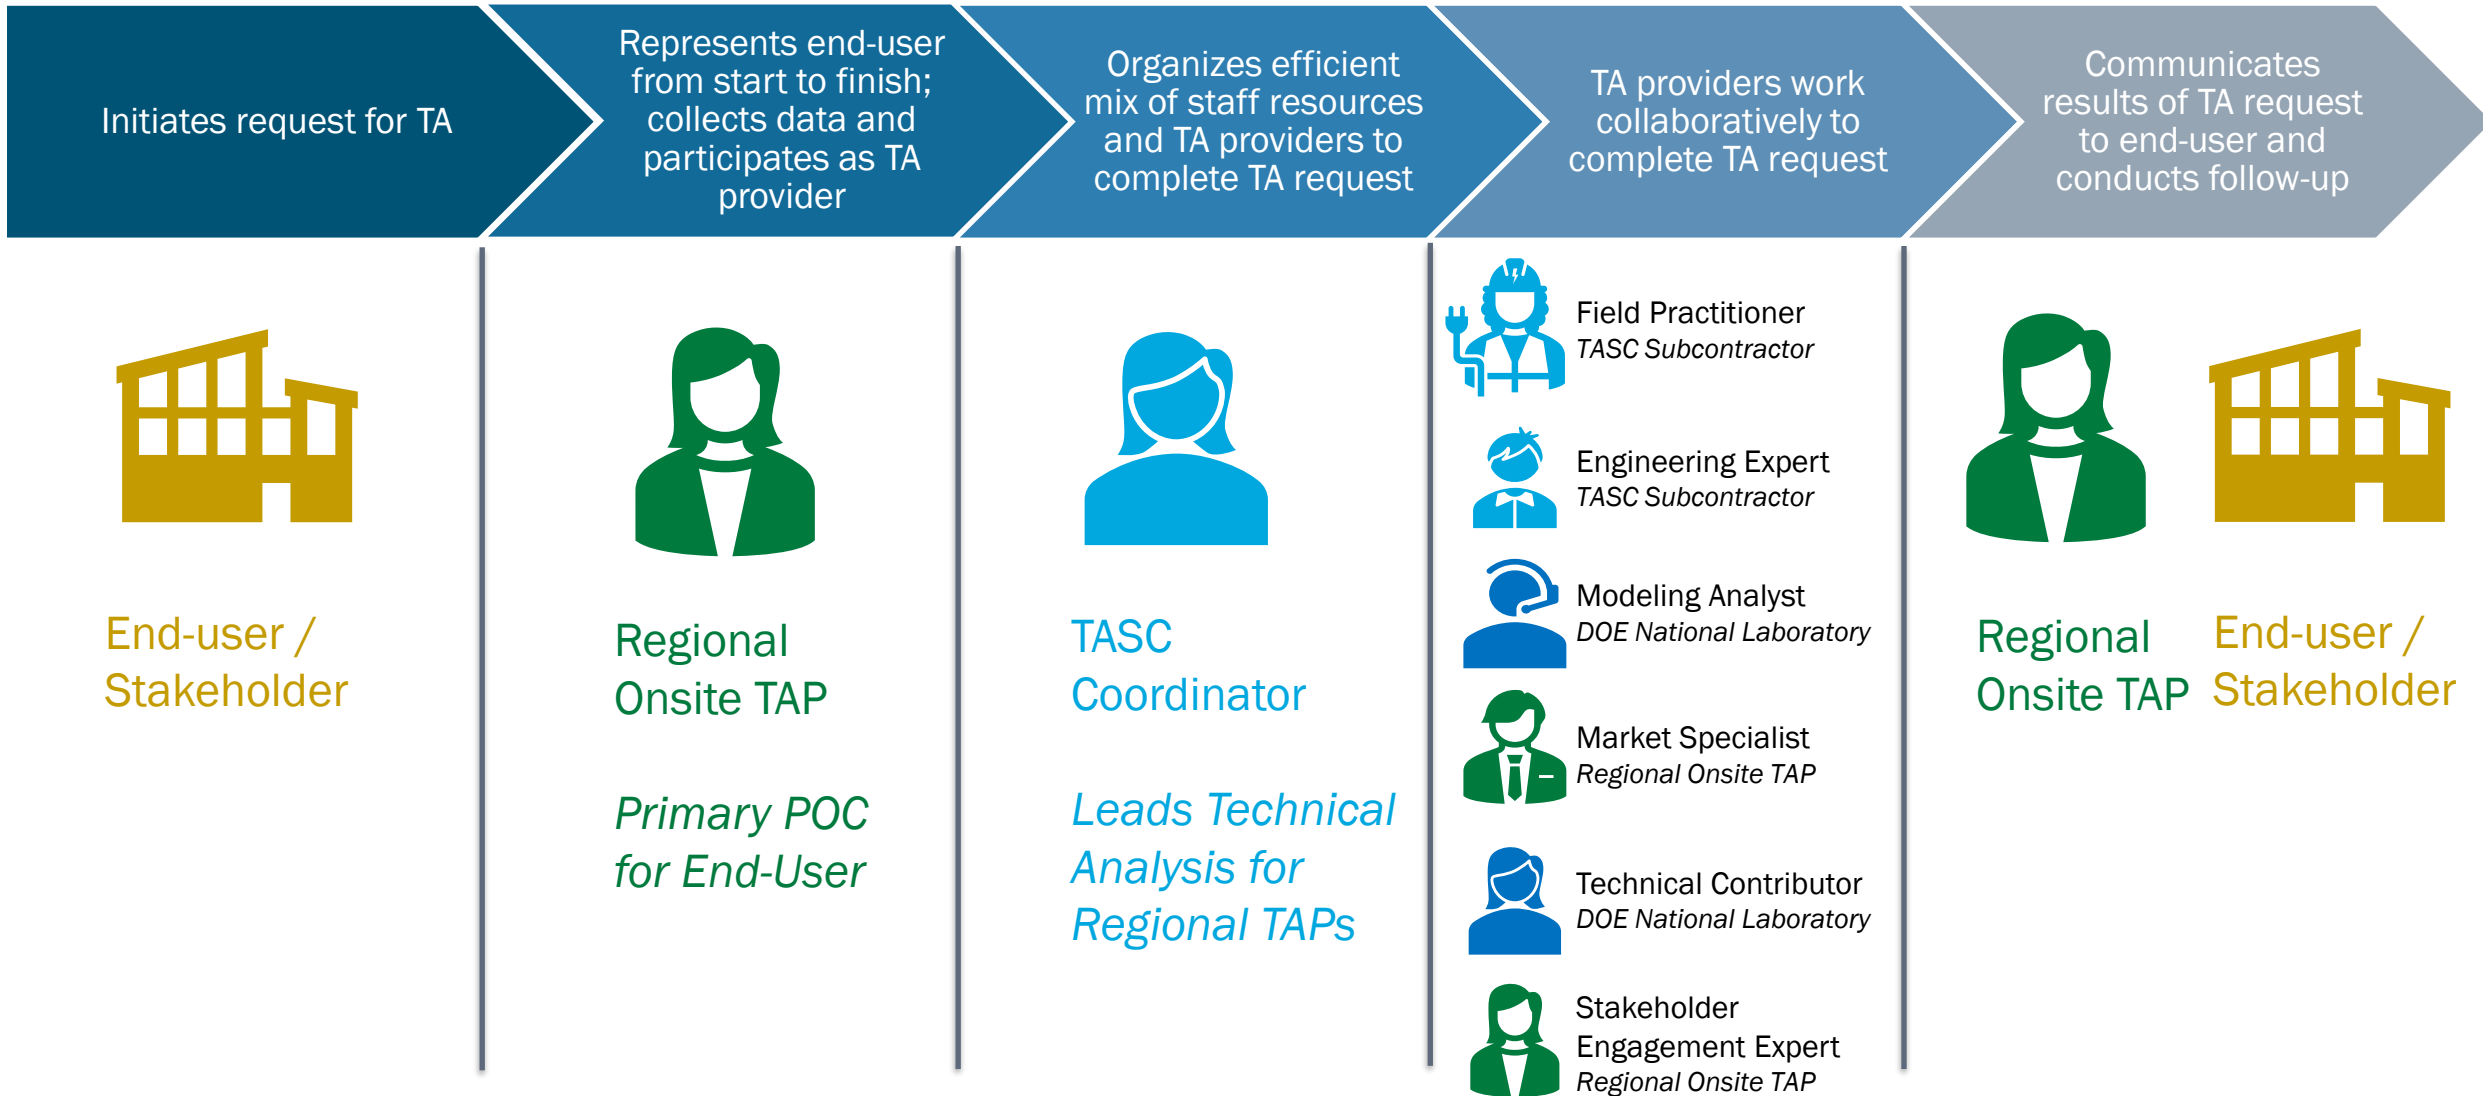 Initiates request for TA
Represents end-user
from start to finish;
collects data and
participates as TA
provider
Organizes efficient
mix of staff resources
and TA providers to
complete TA request
TA providers work
collaboratively to
complete TA request
Communicates
results of TA request
to end-user and
conducts follow-up
End-user /
Stakeholder
Regional
Onsite TAP
Primary POC
for End-User
TASC
Coordinator
Leads Technical
Analysis for
Regional TAPs
Field Practitioner
TASC Subcontractor
Engineering Expert
TASC Subcontractor
Modeling Analyst
DOE National Laboratory
Market Specialist
Regional Onsite TAP
Technical Contributor
DOE National Laboratory
Stakeholder
Engagement Expert
Regional Onsite TAP
Regional
Onsite TAP
End-user /
Stakeholder